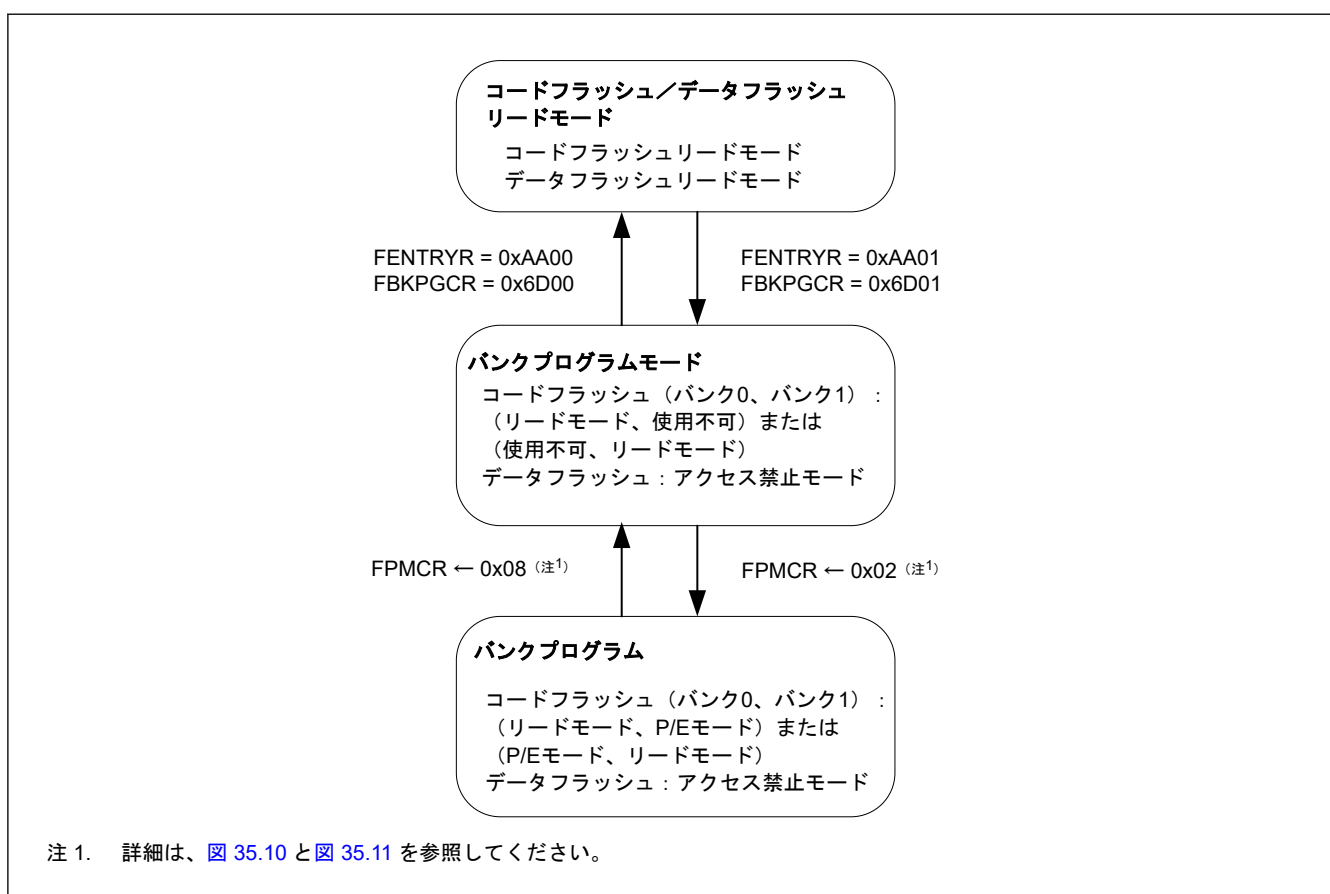 コードフラッシュ／データフラッシュ
リードモード
コードフラッシュリードモード
データフラッシュリードモード
FENTRYR = 0xAA00
FBKPGCR = 0x6D00
FENTRYR = 0xAA01
FBKPGCR = 0x6D01
バンクプログラムモード
コードフラッシュ（バンク0、バンク1）：
（リードモード、使用不可）または
（使用不可、リードモード）
データフラッシュ：アクセス禁止モード
FPMCR ← 0x08（注1）
FPMCR ← 0x02（注1）
バンクプログラム
コードフラッシュ（バンク0、バンク1）：
（リードモード、P/Eモード）または
（P/Eモード、リードモード）
データフラッシュ：アクセス禁止モード
注 1. 詳細は、図 35.10 と図 35.11 を参照してください。